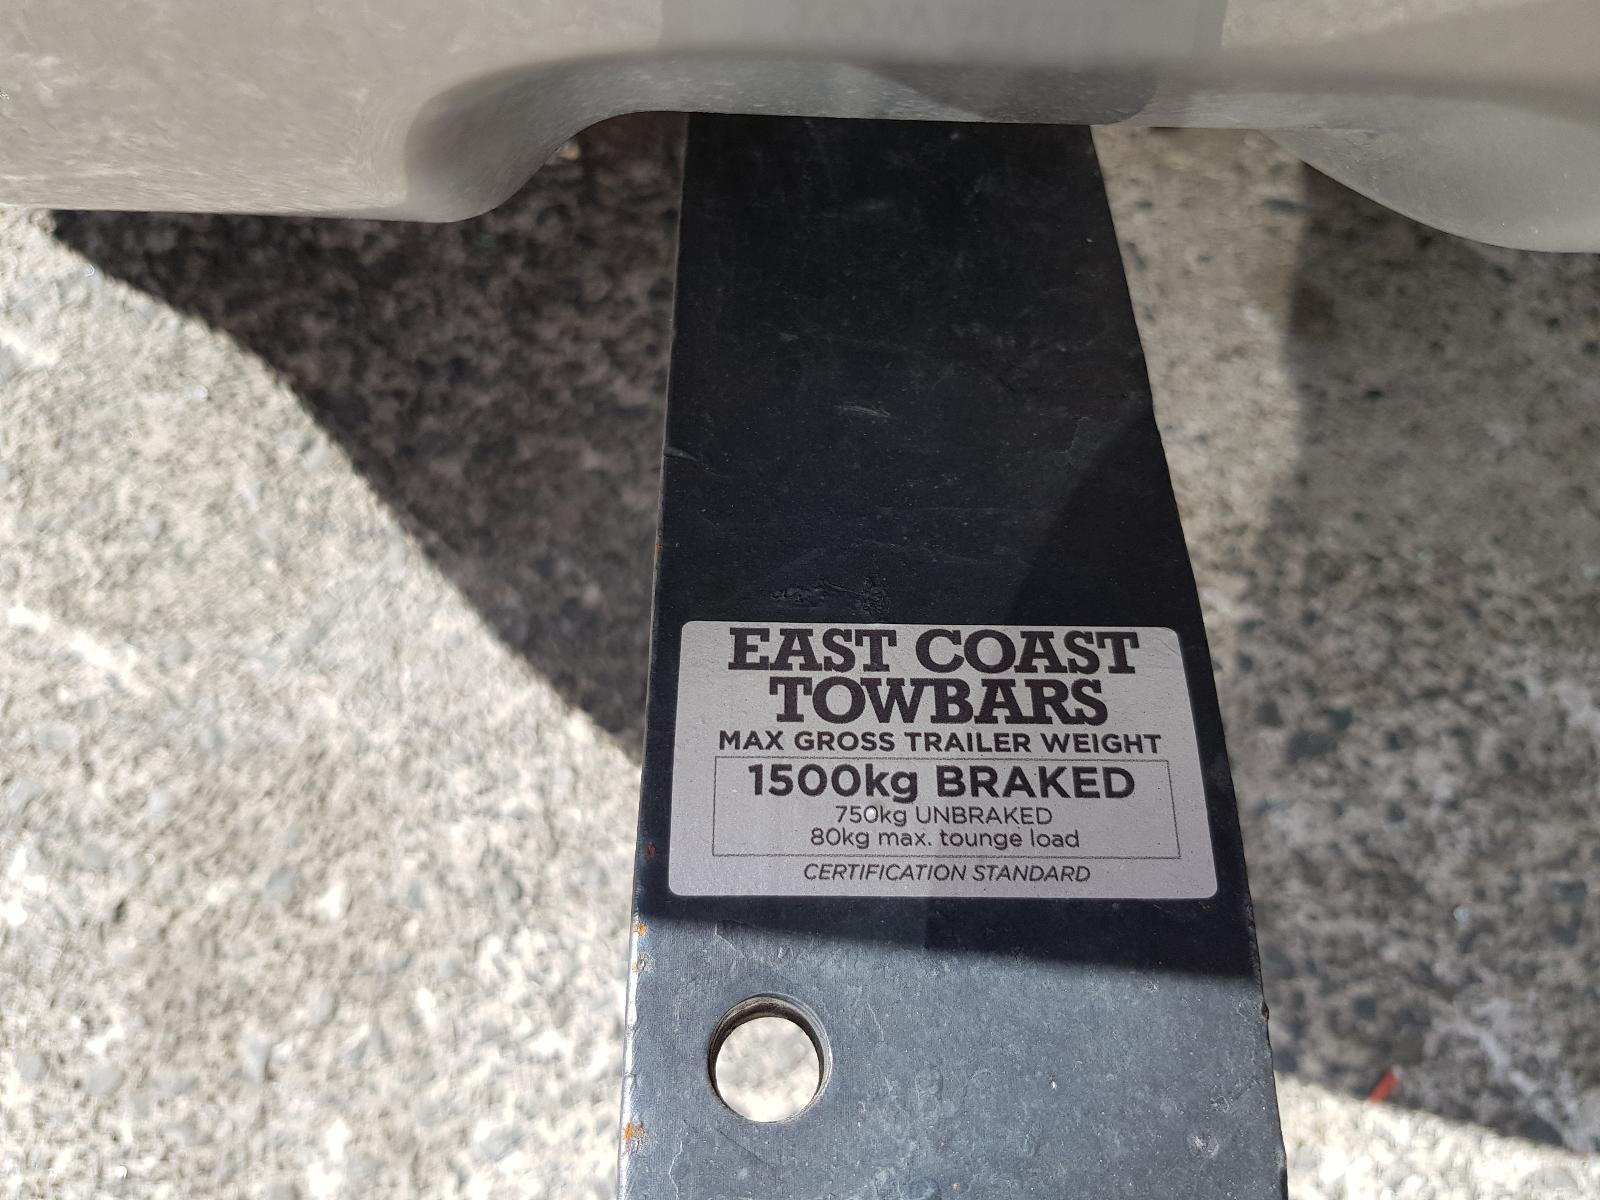 EAST COAST
TOWBARS
MAX GROSS TRAILER WEIGHT
1500kg BRAKED
750kg UNBRAKED
80kg max. tounge load
CERTIFICATION STANDARD